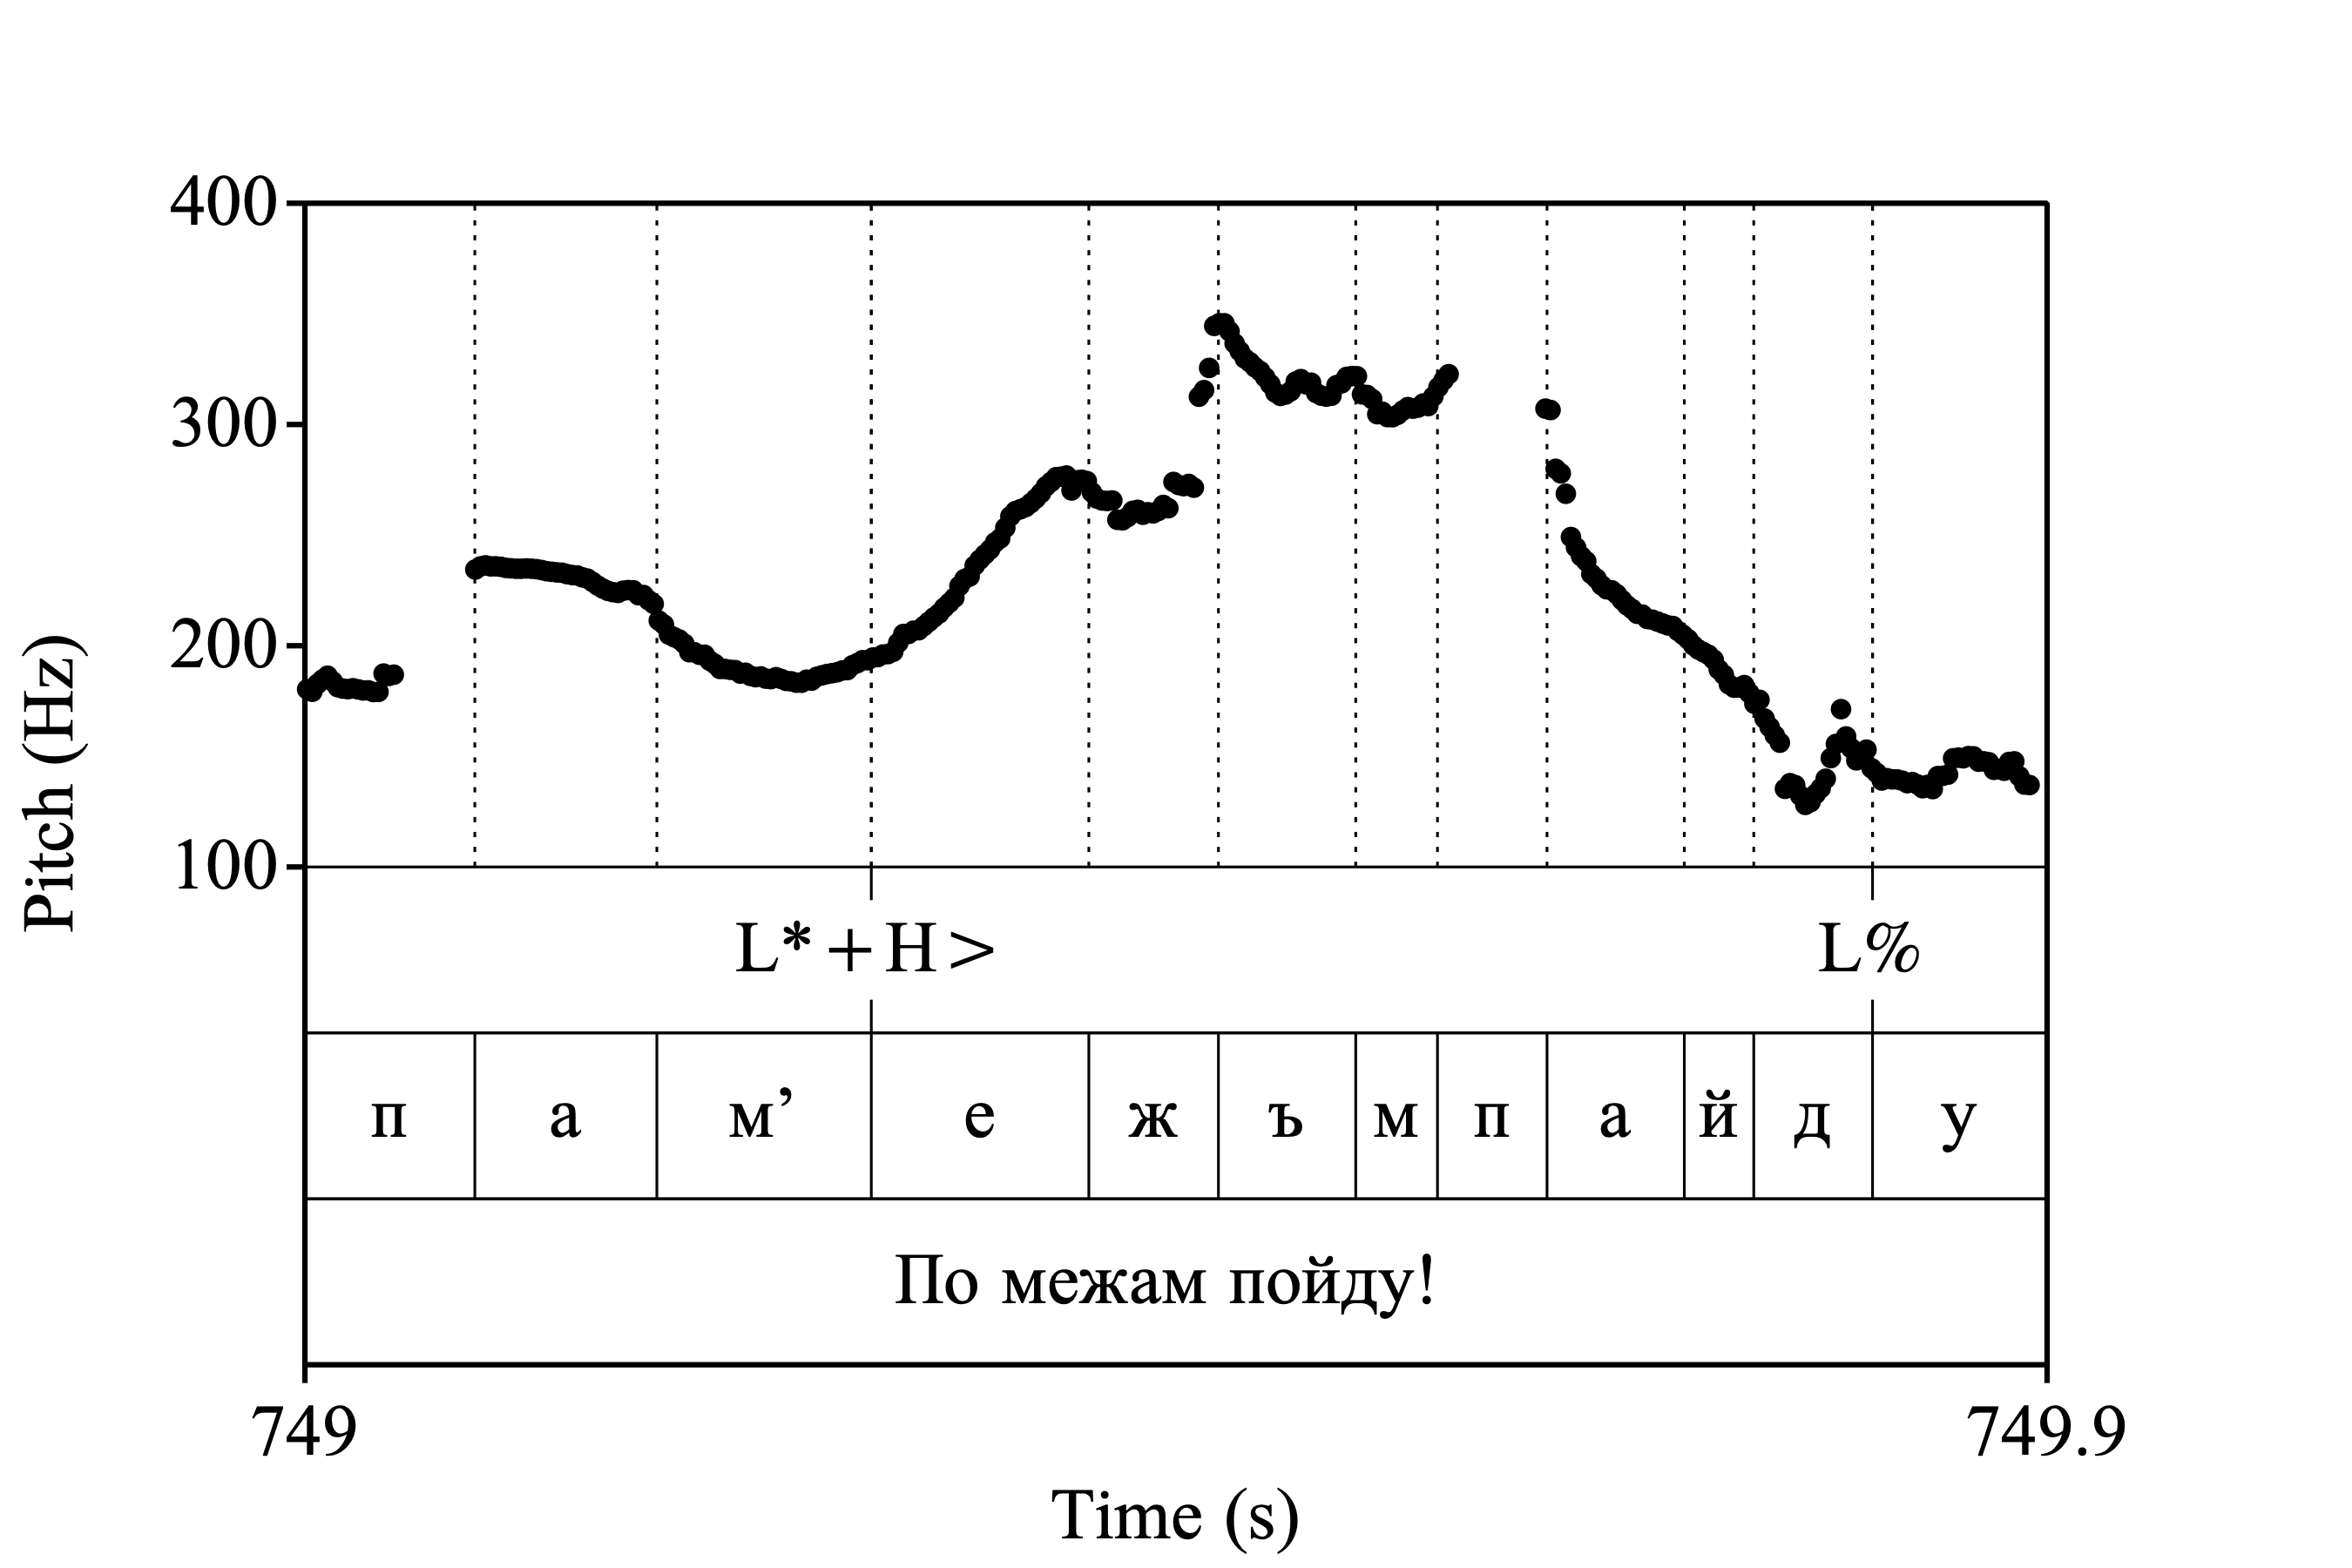 400
300
200
100
Pitch (Hz)
L*+H> L%
п а м’ е ж ъ м п а й д у
По межам пойду!
749 749.9
Time (s)